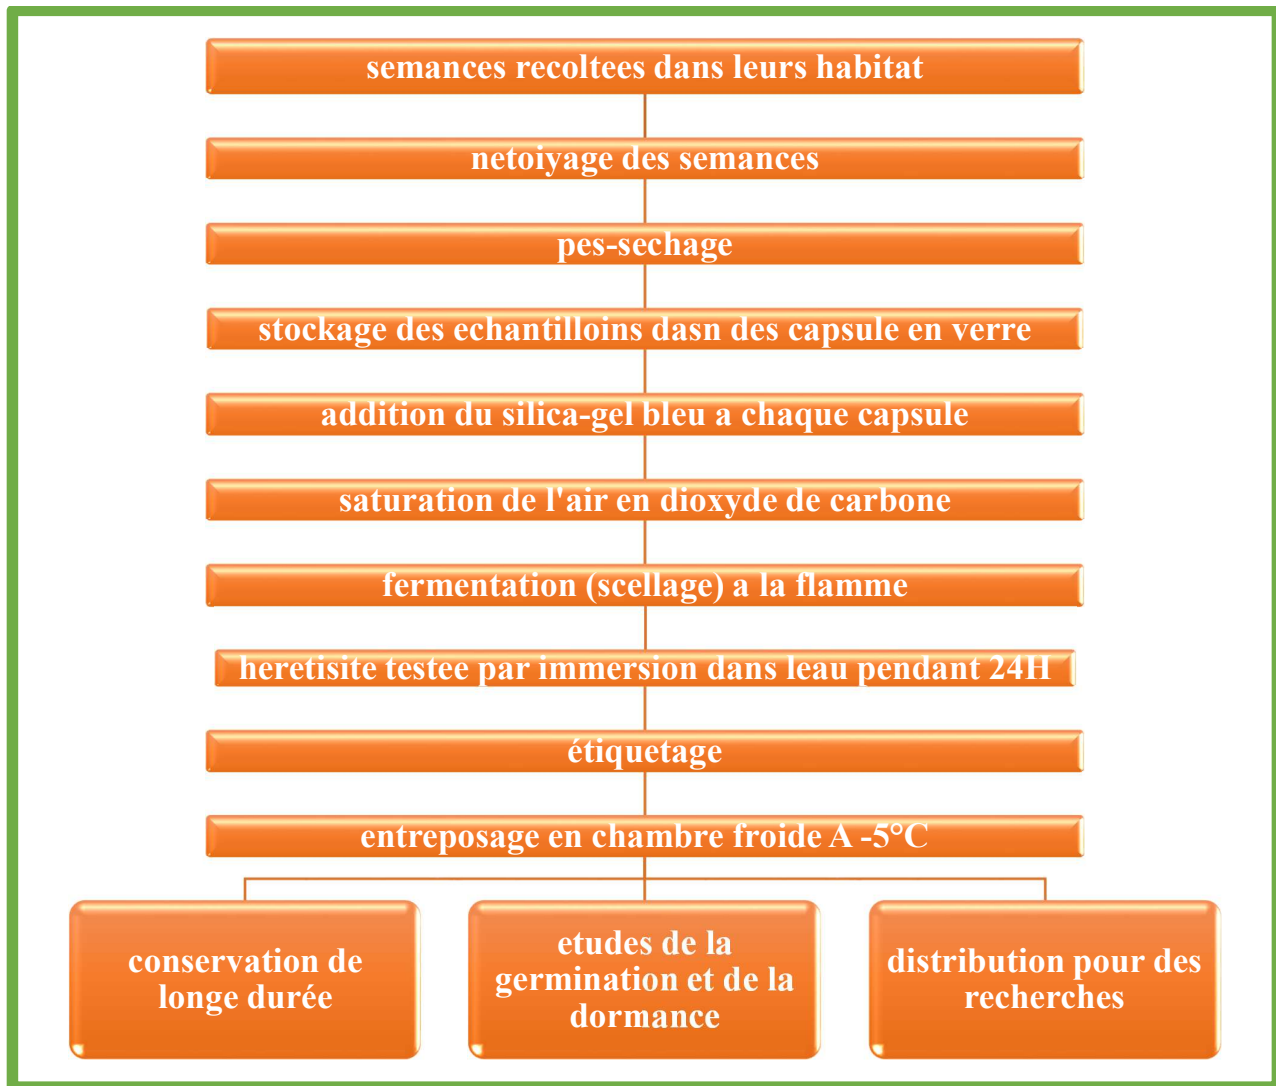 semances recoltees dans leurs habitat
netoiyage des semances
pes-sechage
stockage des echantilloins dasn des capsule en verre
addition du silica-gel bleu a chaque capsule
saturation de l'air en dioxyde de carbone
fermentation (scellage) a la flamme
heretisite testee par immersion dans leau pendant 24H
étiquetage
entreposage en chambre froide A -5°C
conservation de
longe durée
etudes de la
germination et de la
dormance
distribution pour des
recherches